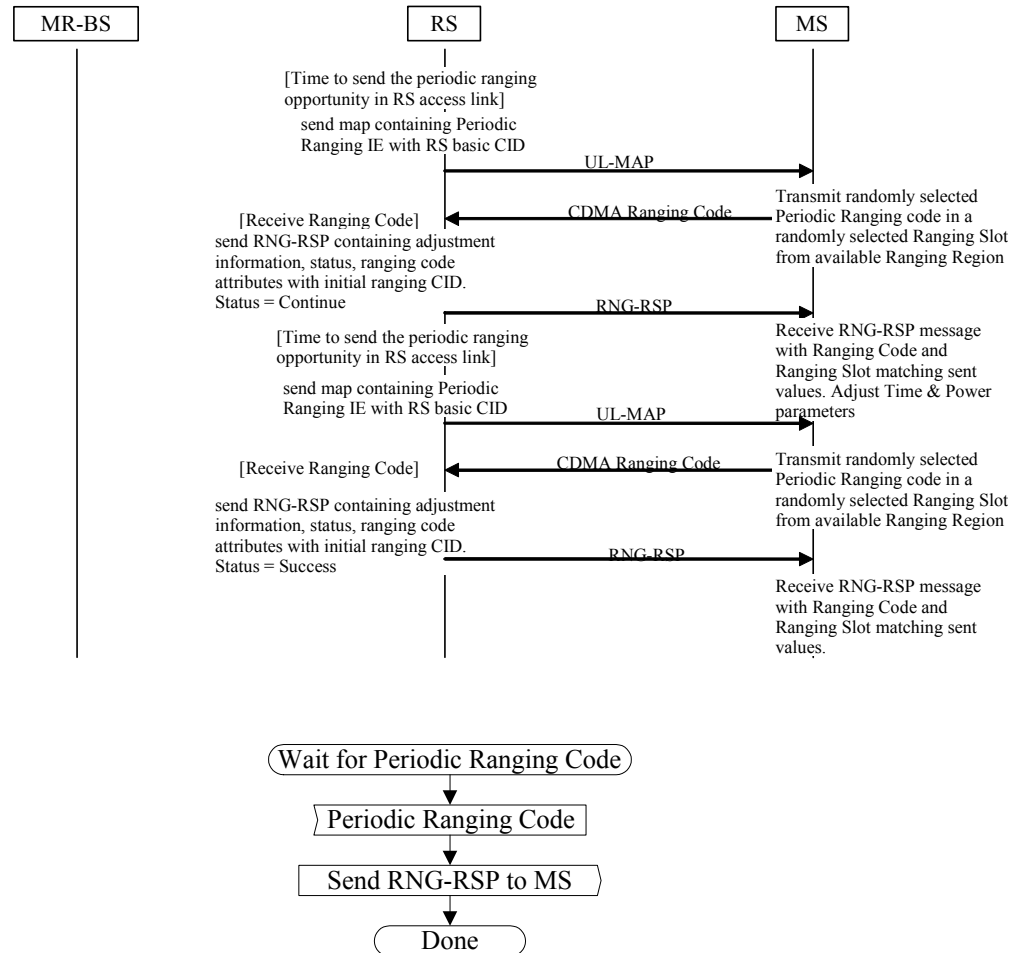 MR-BS
RS
MS
[Time to send the periodic ranging
opportunity in RS access link]
send map containing Periodic
Ranging IE with RS basic CID
UL-MAP
Transmit randomly selected
Periodic Ranging code in a
randomly selected Ranging Slot
from available Ranging Region
CDMA Ranging Code
[Receive Ranging Code]
send RNG-RSP containing adjustment
information, status, ranging code
attributes with initial ranging CID.
Status = Continue
RNG-RSP
Receive RNG-RSP message
with Ranging Code and
Ranging Slot matching sent
values. Adjust Time & Power
parameters
[Time to send the periodic ranging
opportunity in RS access link]
send map containing Periodic
Ranging IE with RS basic CID
UL-MAP
Transmit randomly selected
Periodic Ranging code in a
randomly selected Ranging Slot
from available Ranging Region
CDMA Ranging Code
[Receive Ranging Code]
send RNG-RSP containing adjustment
information, status, ranging code
attributes with initial ranging CID.
Status = Success
RNG-RSP
Receive RNG-RSP message
with Ranging Code and
Ranging Slot matching sent
values.
Wait for Periodic Ranging Code
Periodic Ranging Code
Send RNG-RSP to MS
Done